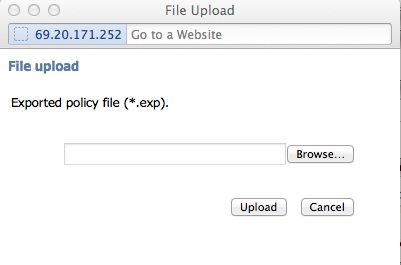 File Upload
69.20.171.252 Go to a Website
File upload
Exported policy file (*.exp).
Browse...
Upload Cancel